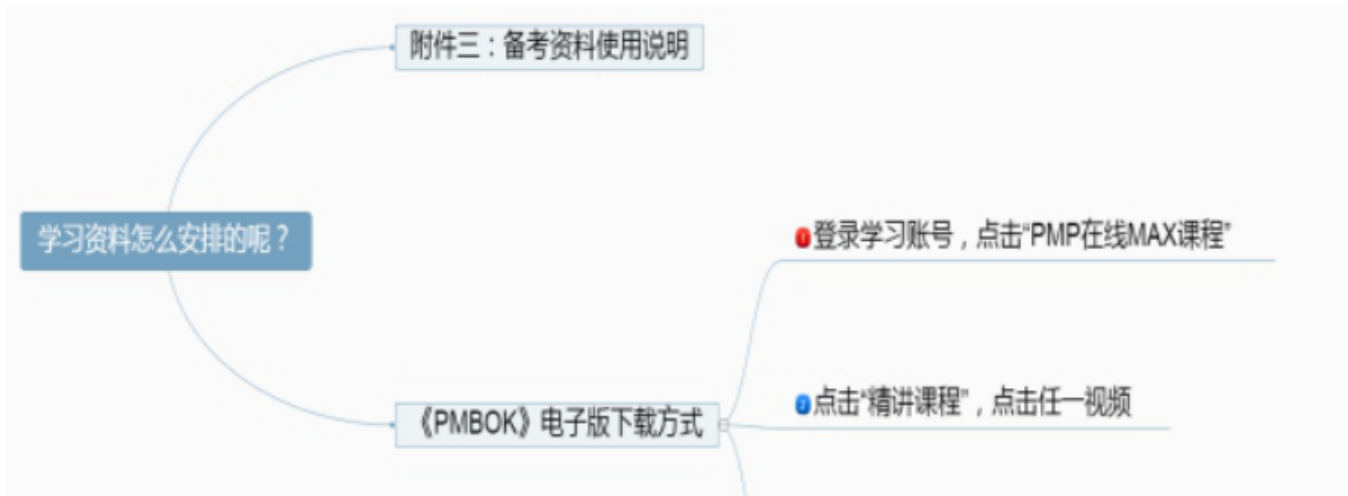 附件三：备考资料使用说明
学习资料怎么安排的呢？
1登录学习账号，点击“PMP在线MAX课程”
2点击“精讲课程”，点击任一视频
《PMBOK》电子版下载方式